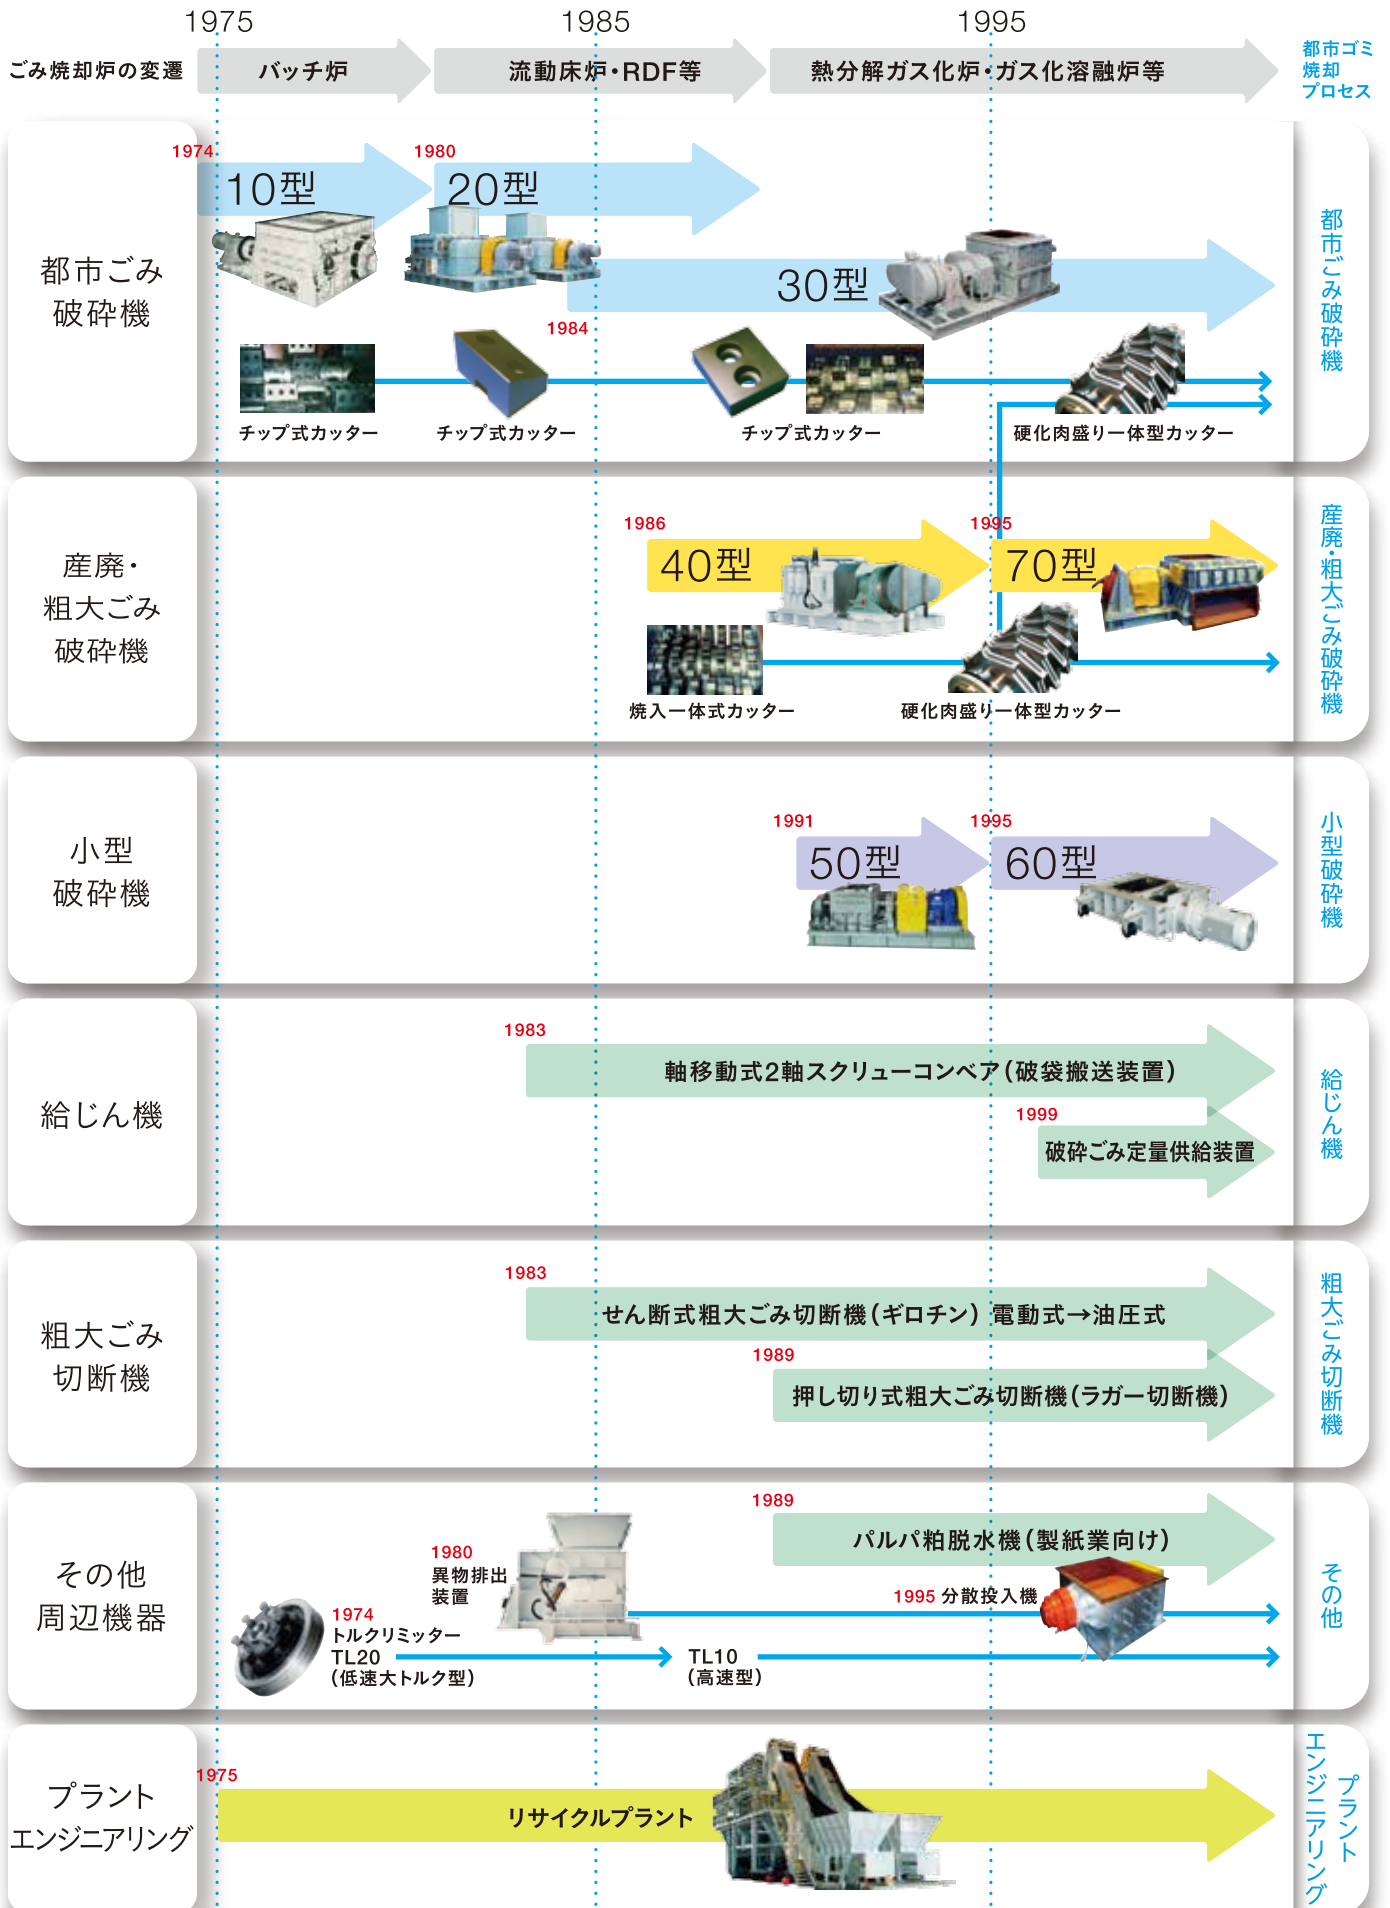 1975
1985
1995
ごみ焼却炉の変遷
バッチ炉
流動床炉・RDF等
熱分解ガス化炉・ガス化溶融炉等
都市ゴミ
焼却
プロセス
都市ごみ
破砕機
1974
10型
1980
20型
1984
30型
チップ式カッター
チップ式カッター
チップ式カッター
硬化肉盛り一体型カッター
都市ごみ破砕機
産廃・
粗大ごみ
破砕機
1986
40型
1995
70型
焼入一体式カッター
硬化肉盛り一体型カッター
産廃・粗大ごみ破砕機
小型
破砕機
1991
50型
1995
60型
小型破砕機
給じん機
1983
軸移動式2軸スクリューコンベア(破袋搬送装置)
1999
破砕ごみ定量供給装置
給じん機
粗大ごみ
切断機
1983
せん断式粗大ごみ切断機(ギロチン) 電動式→油圧式
1989
押し切り式粗大ごみ切断機(ラガー切断機)
粗大ごみ切断機
その他
周辺機器
1989
パルパ粕脱水機(製紙業向け)
1980
異物排出
装置
1995 分散投入機
1974
トルクリミッター
TL20
(低速大トルク型)
TL10
(高速型)
その他
プラント
エンジニアリング
1975
リサイクルプラント
プラント
エンジニアリング